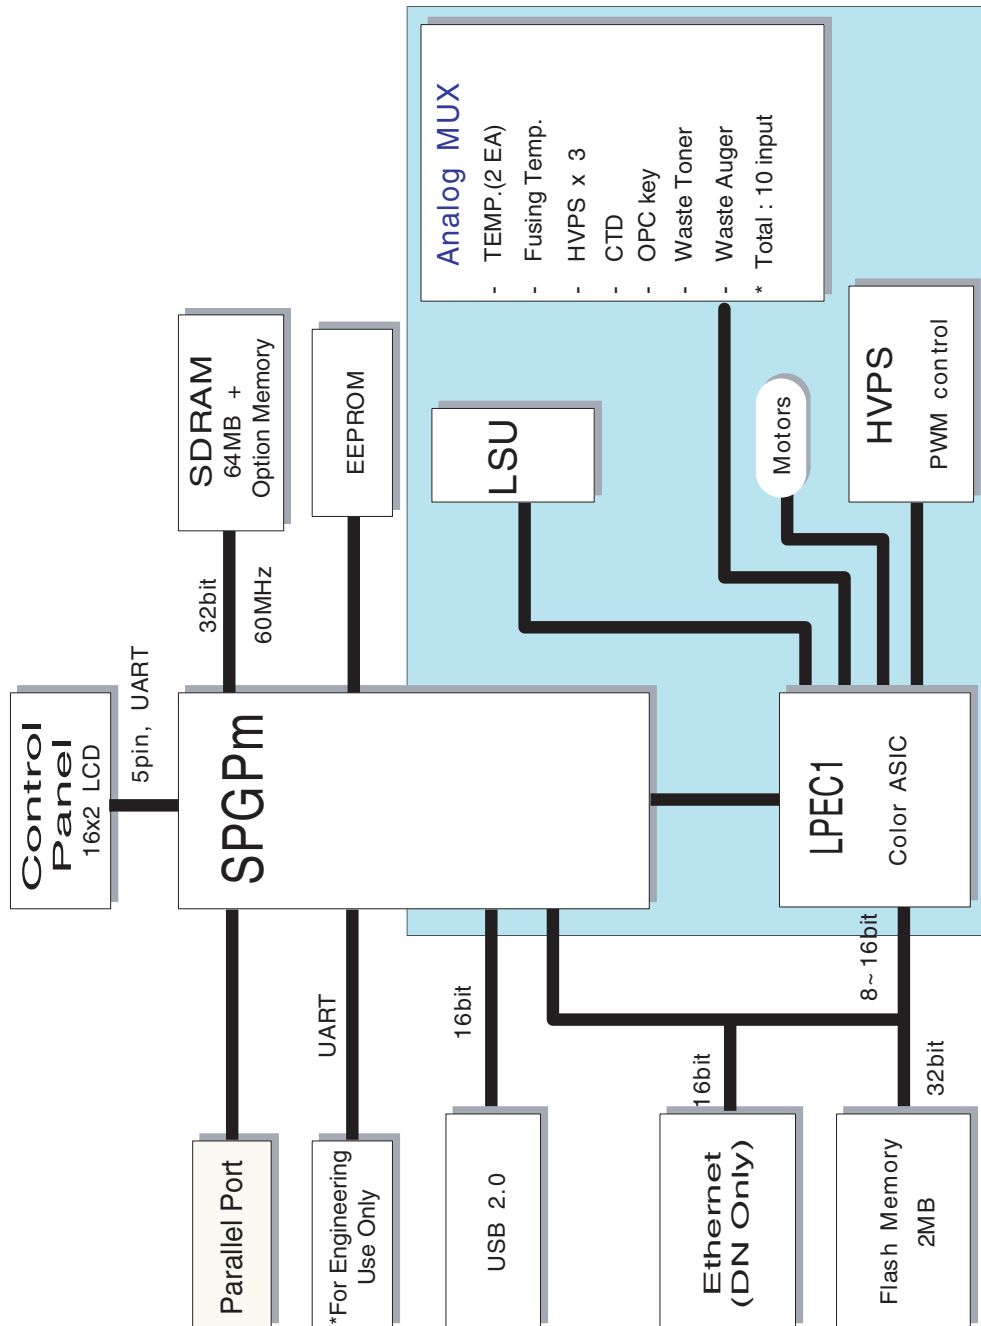 Control
Panel
16x2 LCD
5pin, UART
Parallel Port
*For Engineering
Use Only
UART
USB 2.0
16bit
Ethernet
(DN Only)
16bit
Flash Memory
2MB
32bit
8~16bit
SPGPm
LPEC1
Color ASIC
32bit
60MHz
SDRAM
64MB +
Option Memory
EEPROM
LSU
Motors
HVPS
PWM control
Analog MUX
- TEMP.(2 EA)
- Fusing Temp.
- HVPS x 3
- CTD
- OPC key
- Waste Toner
- Waste Auger
* Total : 10 input